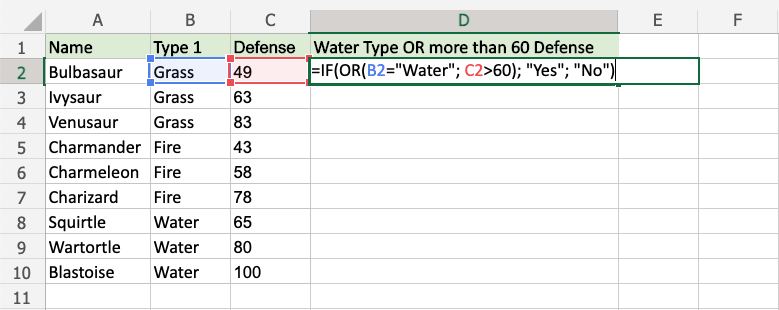 A B C D E F
1 Name Type 1 Defense Water Type OR more than 60 Defense
2 Bulbasaur Grass 49 =IF(OR(B2="Water"; C2>60); "Yes"; "No")
3 Ivysaur Grass 63
4 Venusaur Grass 83
5 Charmander Fire 43
6 Charmeleon Fire 58
7 Charizard Fire 78
8 Squirtle Water 65
9 Wartortle Water 80
10 Blastoise Water 100
11